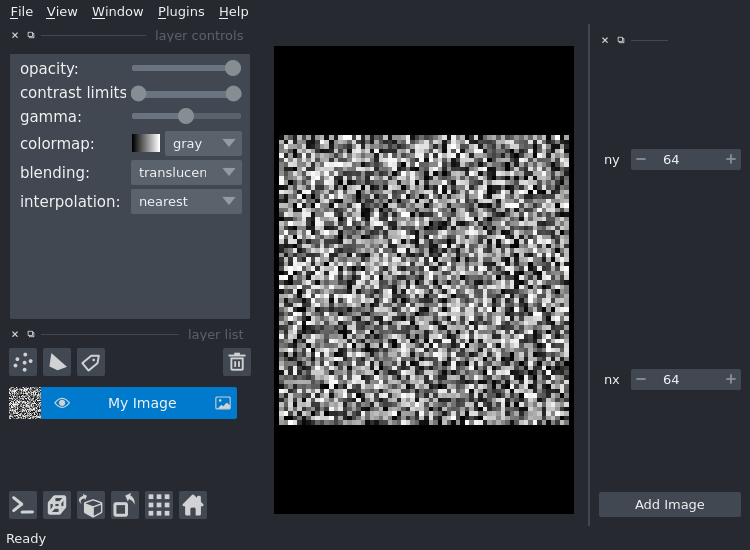 File View Window Plugins Help
layer controls
opacity:
contrast limits
gamma:
colormap: gray
blending: translucen
interpolation: nearest
layer list
My Image
ny 64
nx 64
Add Image
Ready